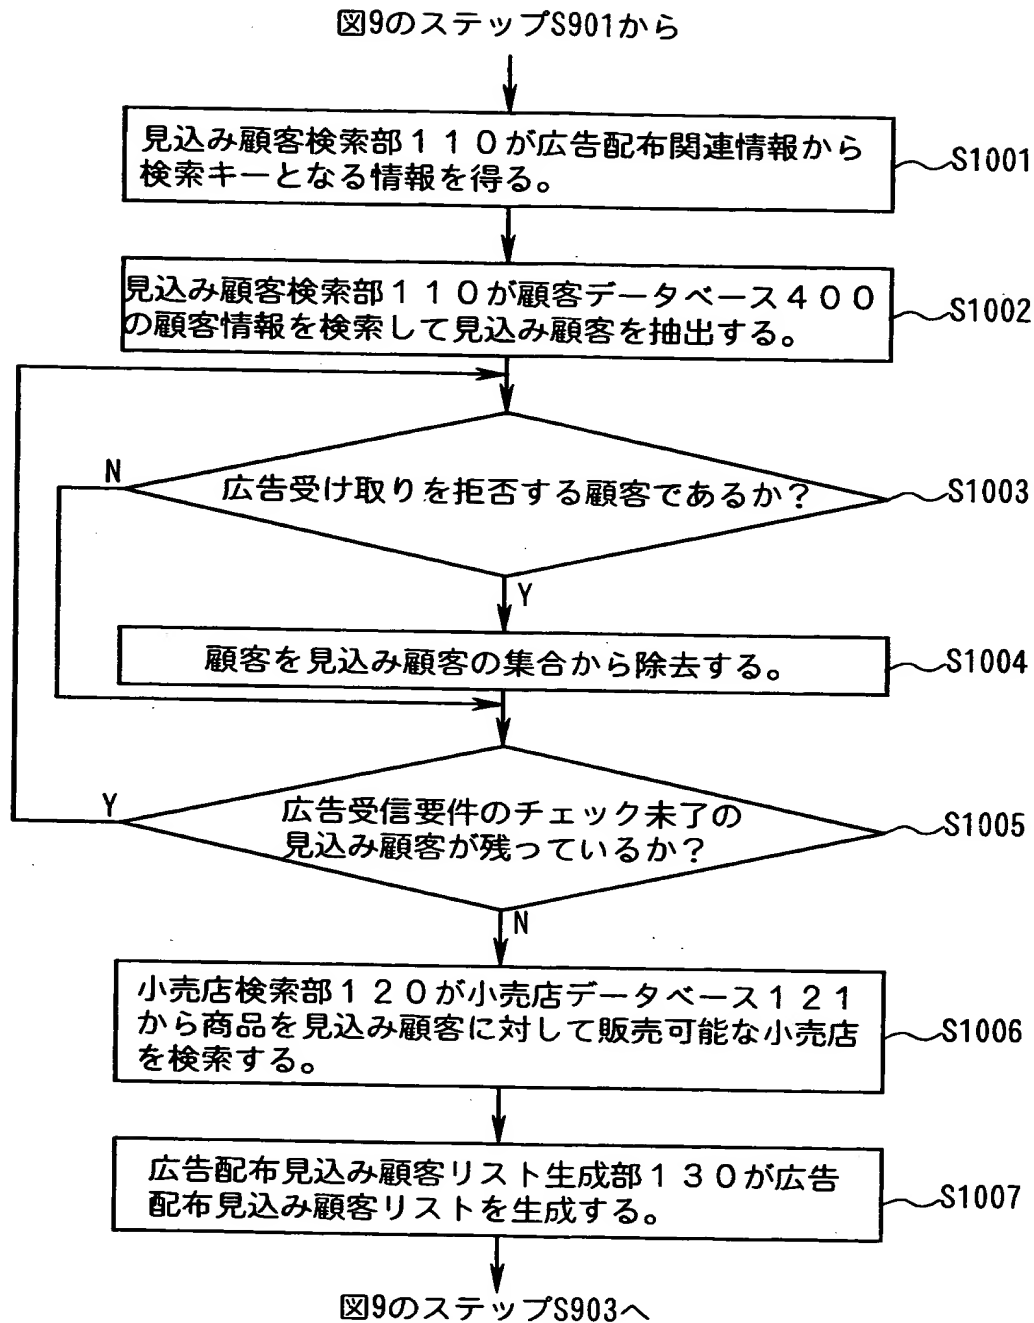 図9のステップS901から
見込み顧客検索部１１０が広告配布関連情報から
検索キーとなる情報を得る。
S1001
見込み顧客検索部１１０が顧客データベース４００
の顧客情報を検索して見込み顧客を抽出する。
S1002
N
広告受け取りを拒否する顧客であるか？
S1003
Y
顧客を見込み顧客の集合から除去する。
S1004
Y
広告受信要件のチェック未了の
見込み顧客が残っているか？
S1005
N
小売店検索部１２０が小売店データベース１２１
から商品を見込み顧客に対して販売可能な小売店
を検索する。
S1006
広告配布見込み顧客リスト生成部１３０が広告
配布見込み顧客リストを生成する。
S1007
図9のステップS903へ